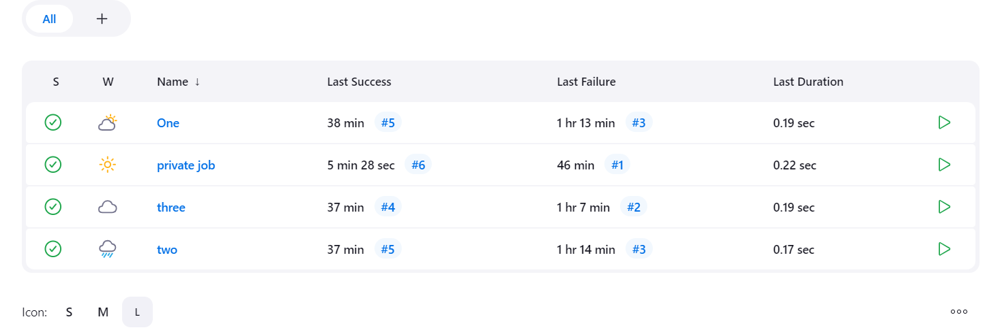 All +
S W Name ↓ Last Success Last Failure Last Duration
One 38 min #5 1 hr 13 min #3 0.19 sec
private job 5 min 28 sec #6 46 min #1 0.22 sec
three 37 min #4 1 hr 7 min #2 0.19 sec
two 37 min #5 1 hr 14 min #3 0.17 sec
Icon: S M L